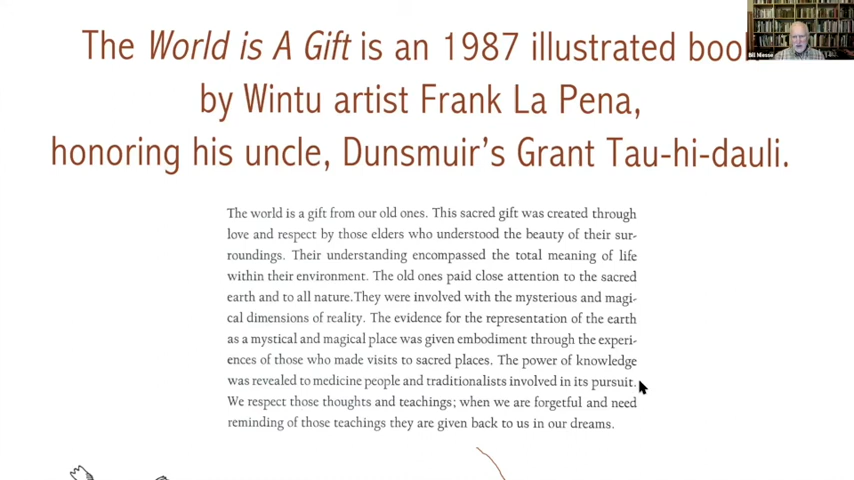 The World is A Gift is an 1987 illustrated boo
by Wintu artist Frank La Pena,
honoring his uncle, Dunsmuir's Grant Tau-hi-dauli.
The world is a gift from our old ones. This sacred gift was created through
love and respect by those elders who understood the beauty of their sur-
roundings. Their understanding encompassed the total meaning of life
within their environment. The old ones paid close attention to the sacred
earth and to all nature.They were involved with the mysterious and magi-
cal dimensions of reality. The evidence for the representation of the earth
as a mystical and magical place was given embodiment through the experi-
ences of those who made visits to sacred places. The power of knowledge
was revealed to medicine people and traditionalists involved in its pursuit.
We respect those thoughts and teachings; when we are forgetful and need
reminding of those teachings they are given back to us in our dreams.